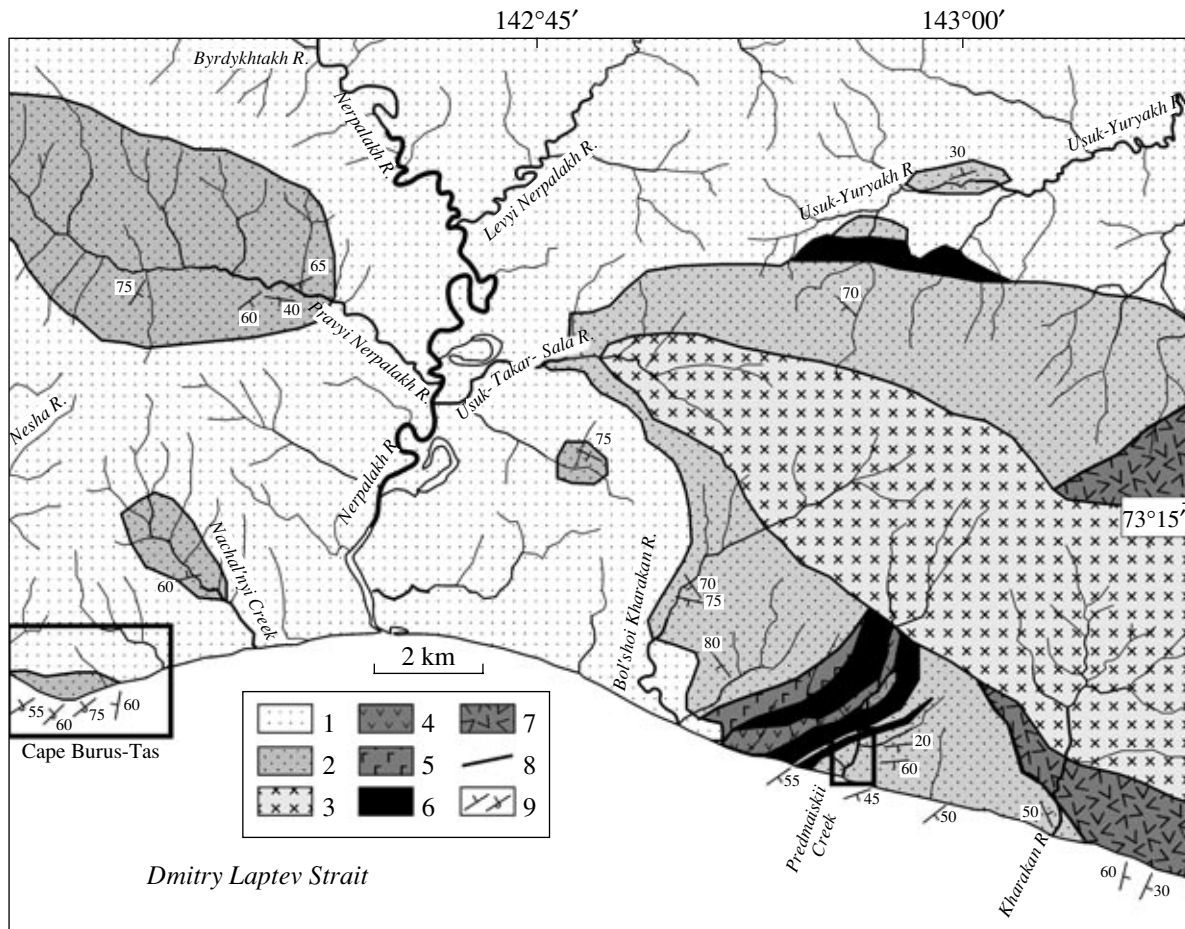 142°45′
143°00′
Byrdykhtakh R.
Nerpalakh R.
Levyi Nerpalakh R.
Usuk-Yuryakh R.
Usuk-Yuryakh R.
30
65
75
60
40
70
Pravyi Nerpalakh R.
Usuk-Takar- Sala R.
Nesha R.
75
Nerpalakh R.
73°15′
Nachal'nyi Creek
60
Bol'shoi Kharakan R.
70
75
80
2 km
55
60
75
60
Cape Burus-Tas
1
2
3
4
5
6
7
8
9
20
60
55
45
50
50
60
30
Predmaiskii
Creek
Kharakan R.
Dmitry Laptev Strait